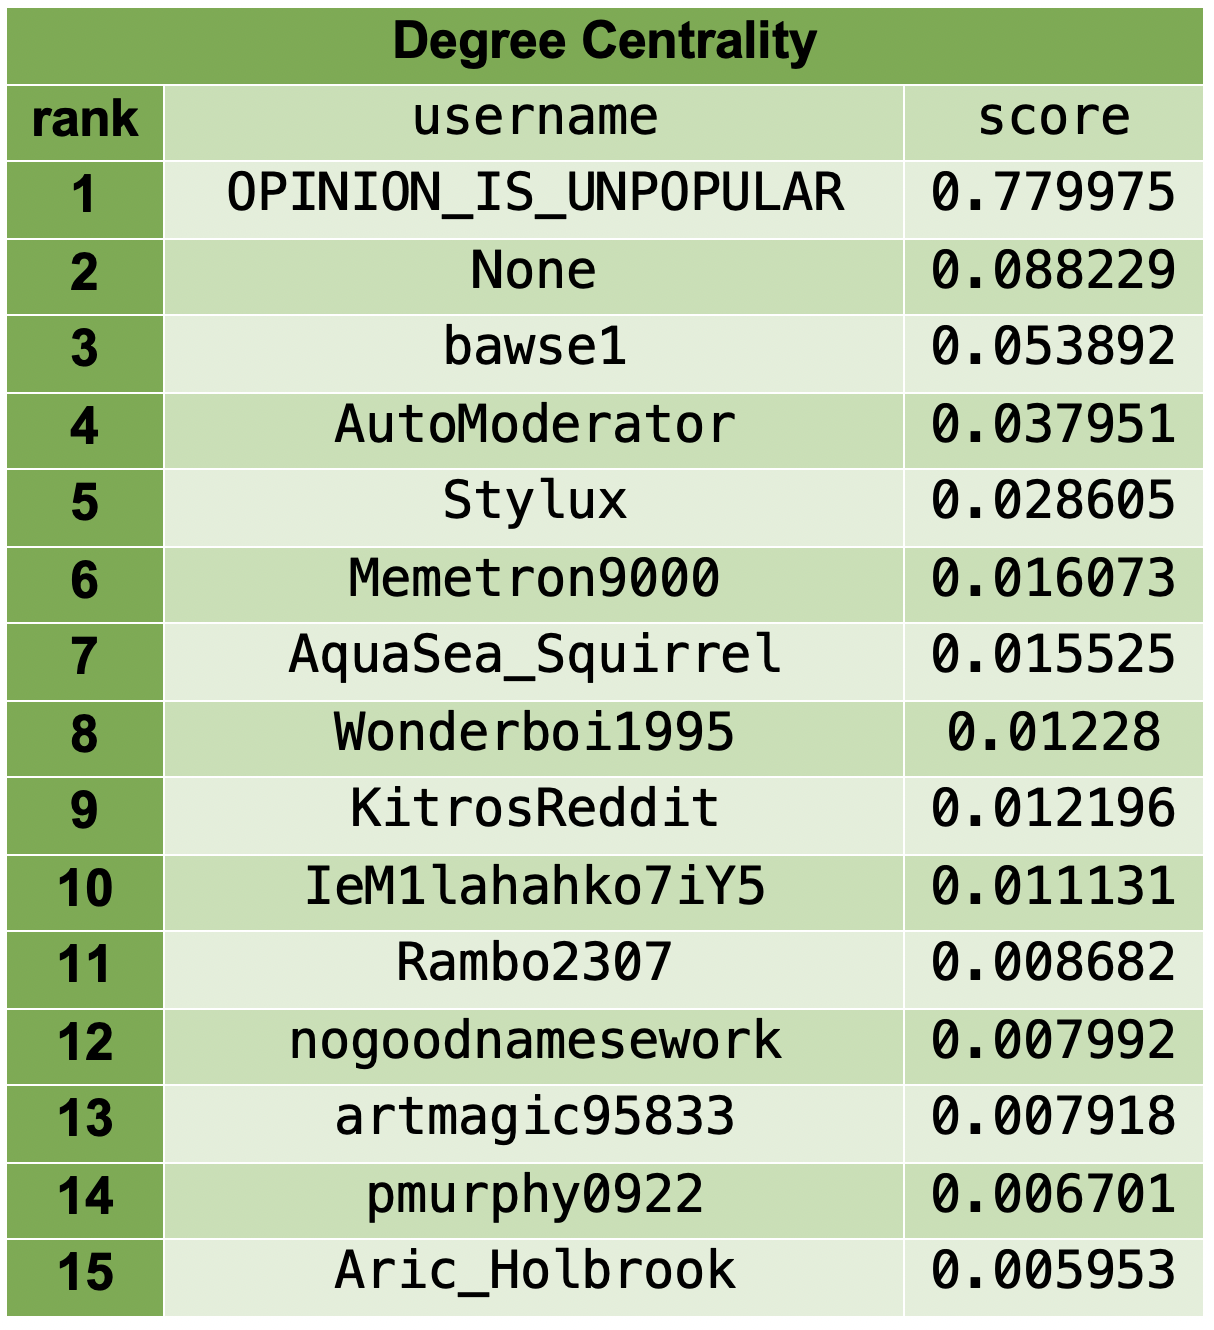 Degree Centrality
rank username score
1 OPINION_IS_UNPOPULAR 0.779975
2 None 0.088229
3 bawse1 0.053892
4 AutoModerator 0.037951
5 Stylux 0.028605
6 Memetron9000 0.016073
7 AquaSea_Squirrel 0.015525
8 Wonderboi1995 0.01228
9 KitrosReddit 0.012196
10 IeM1lahahko7iY5 0.011131
11 Rambo2307 0.008682
12 nogoodnamesework 0.007992
13 artmagic95833 0.007918
14 pmurphy0922 0.006701
15 Aric_Holbrook 0.005953